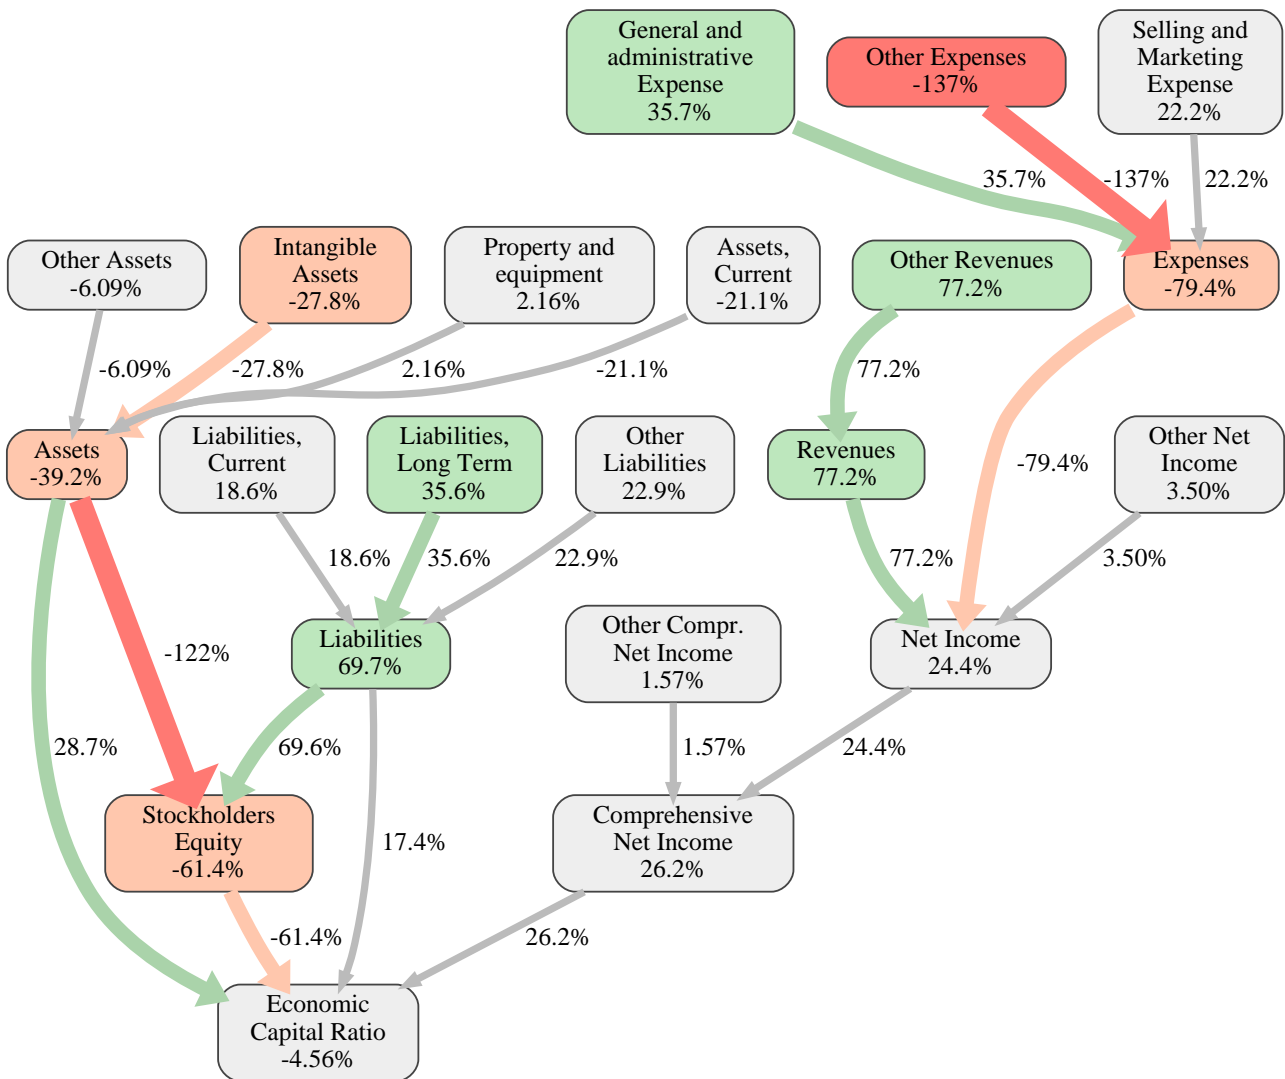 General and
administrative
Expense
35.7%
Other Expenses
-137%
Selling and
Marketing
Expense
22.2%
35.7%
-137%
22.2%
Other Assets
-6.09%
Intangible
Assets
-27.8%
Property and
equipment
2.16%
Assets,
Current
-21.1%
Other Revenues
77.2%
Expenses
-79.4%
-6.09%
-27.8%
2.16%
-21.1%
77.2%
-79.4%
Assets
-39.2%
Liabilities,
Current
18.6%
Liabilities,
Long Term
35.6%
Other
Liabilities
22.9%
Revenues
77.2%
Other Net
Income
3.50%
18.6%
35.6%
22.9%
77.2%
3.50%
-122%
Liabilities
69.7%
Other Compr.
Net Income
1.57%
Net Income
24.4%
28.7%
69.6%
1.57%
24.4%
Stockholders
Equity
-61.4%
17.4%
Comprehensive
Net Income
26.2%
-61.4%
26.2%
Economic
Capital Ratio
-4.56%